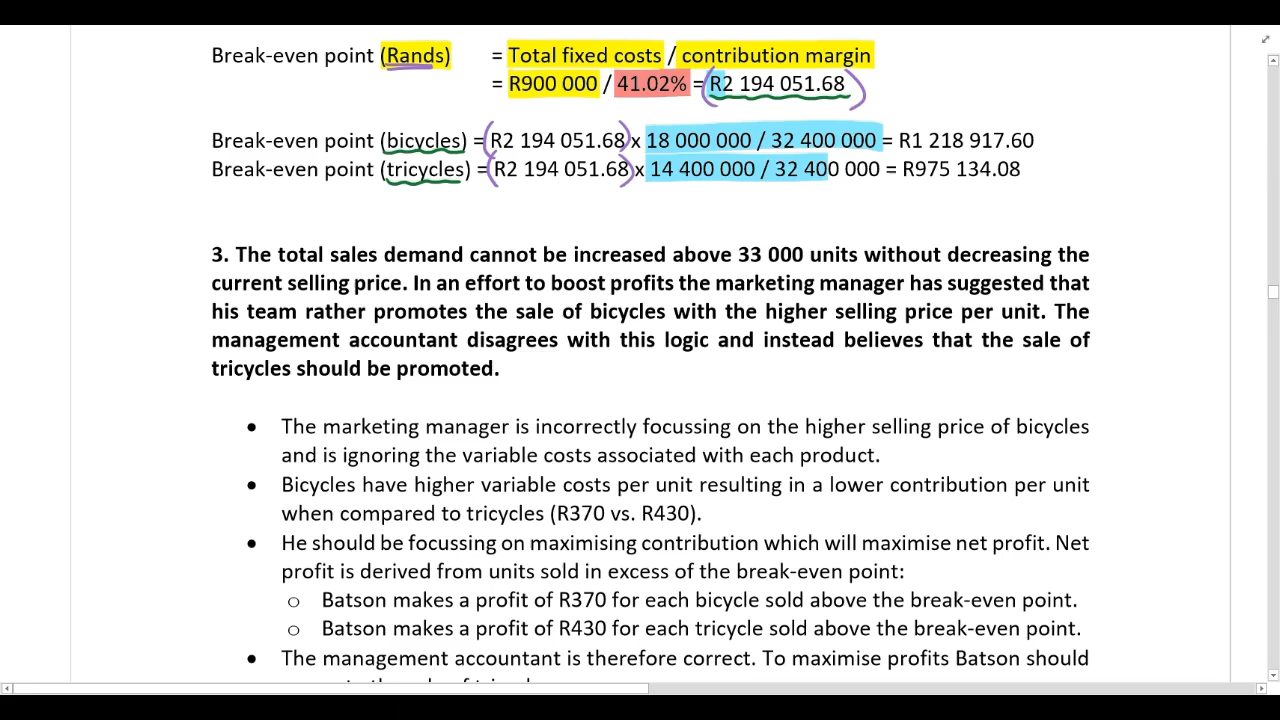 Break-even point (Rands) = Total fixed costs / contribution margin
= R900 000 / 41.02% = R2 194 051.68
Break-even point (bicycles) = R2 194 051.68 x 18 000 000 / 32 400 000 = R1 218 917.60
Break-even point (tricycles) = R2 194 051.68 x 14 400 000 / 32 400 000 = R975 134.08
3. The total sales demand cannot be increased above 33 000 units without decreasing the
current selling price. In an effort to boost profits the marketing manager has suggested that
his team rather promotes the sale of bicycles with the higher selling price per unit. The
management accountant disagrees with this logic and instead believes that the sale of
tricycles should be promoted.
• The marketing manager is incorrectly focussing on the higher selling price of bicycles
and is ignoring the variable costs associated with each product.
• Bicycles have higher variable costs per unit resulting in a lower contribution per unit
when compared to tricycles (R370 vs. R430).
• He should be focussing on maximising contribution which will maximise net profit. Net
profit is derived from units sold in excess of the break-even point:
o Batson makes a profit of R370 for each bicycle sold above the break-even point.
o Batson makes a profit of R430 for each tricycle sold above the break-even point.
• The management accountant is therefore correct. To maximise profits Batson should